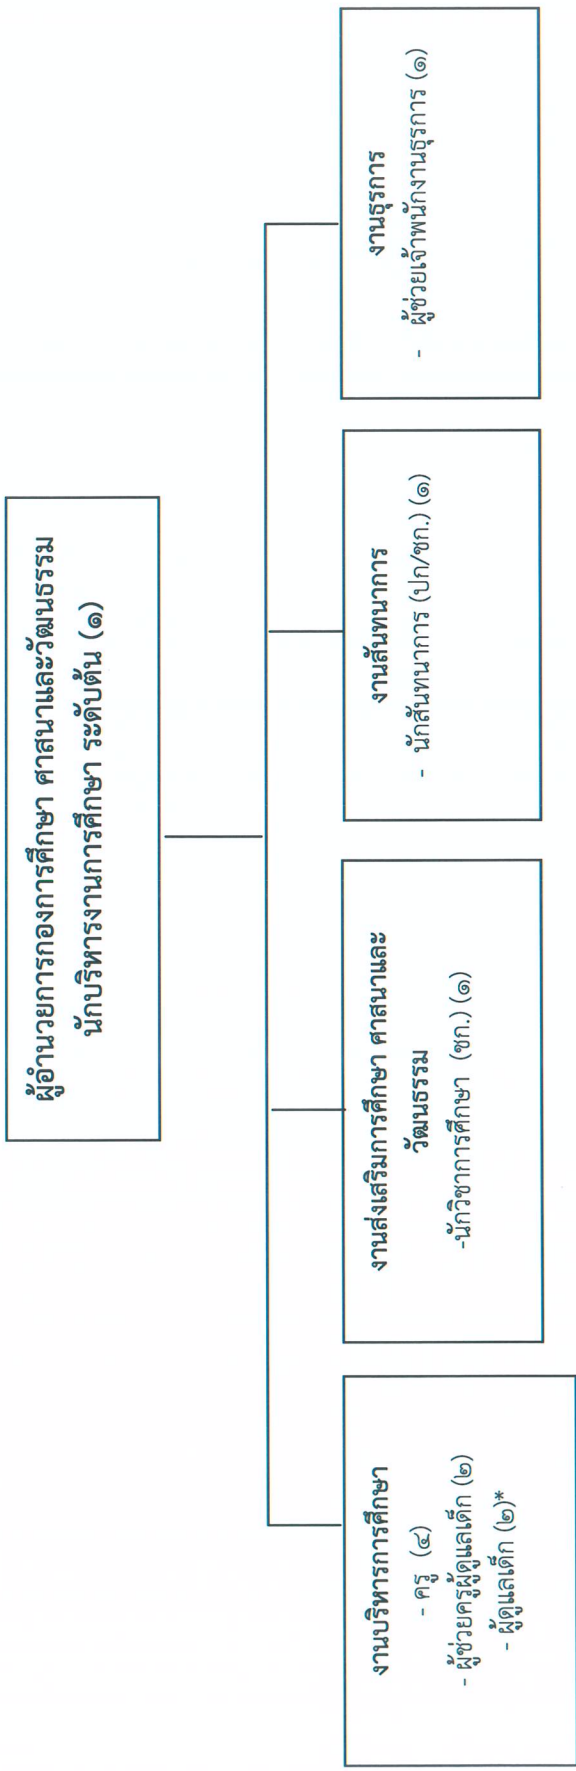 ผู้อำนวยการกองการศึกษา ศาสนาและวัฒนธรรม
นักบริหารงานการศึกษา ระดับต้น (๑)
งานบริหารการศึกษา
- ครู (๔)
- ผู้ช่วยครูผู้ดูแลเด็ก (๒)
- ผู้ดูแลเด็ก (๒)*
งานส่งเสริมการศึกษา ศาสนาและ
วัฒนธรรม
-นักวิชาการศึกษา (ชก.) (๑)
งานสันทนาการ
- นักสันทนาการ (ปก/ชก.) (๑)
งานธุรการ
- ผู้ช่วยเจ้าพนักงานธุรการ (๑)